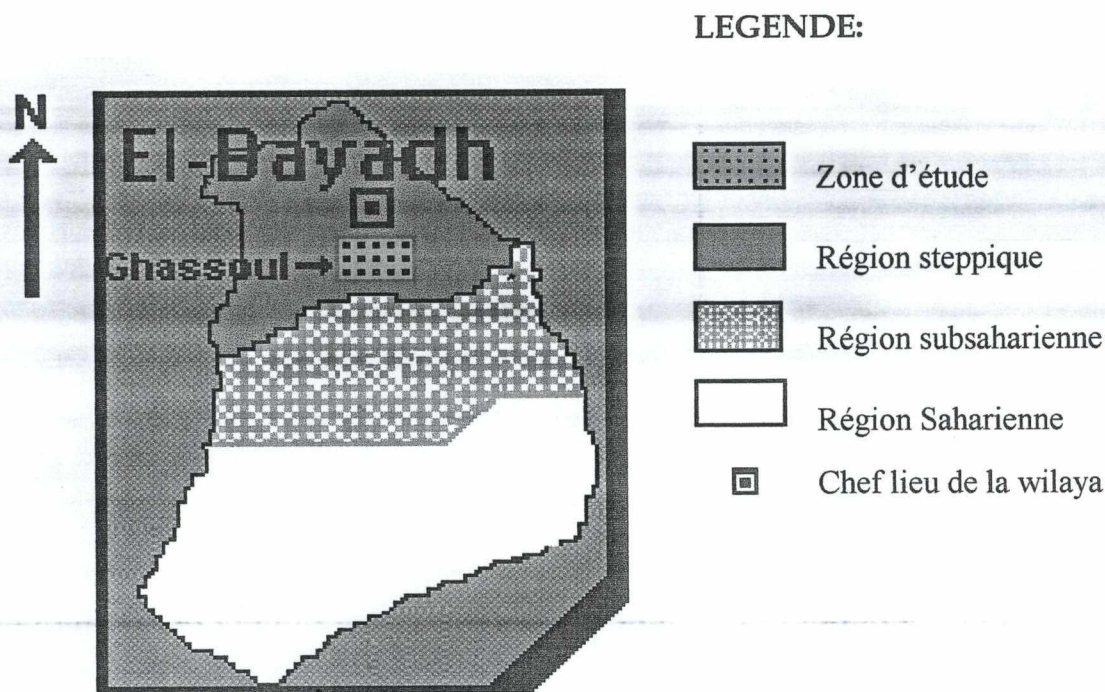 LEGENDE:
N
El-Bayadh
Ghassoul
Zone d'étude
Région steppique
Région subsaharienne
Région Saharienne
Chef lieu de la wilaya